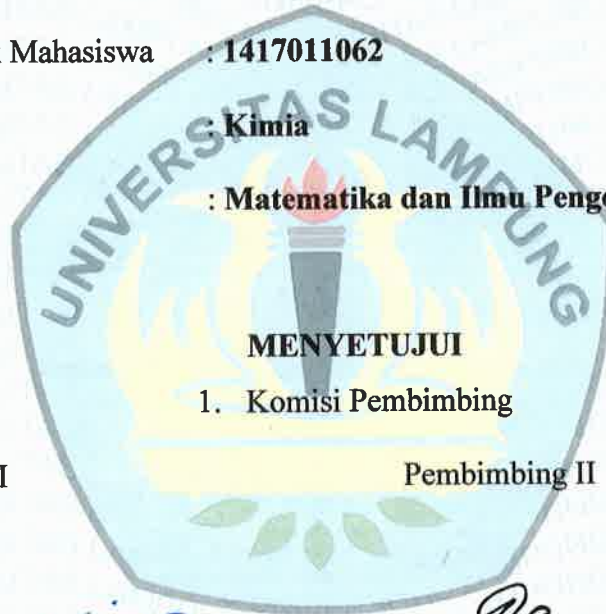 Mahasiswa : 1417011062
UNIVERSITAS LAMPUNG
: Kimia
: Matematika dan Ilmu Penge
MENYETUJUI
1. Komisi Pembimbing
I Pembimbing II